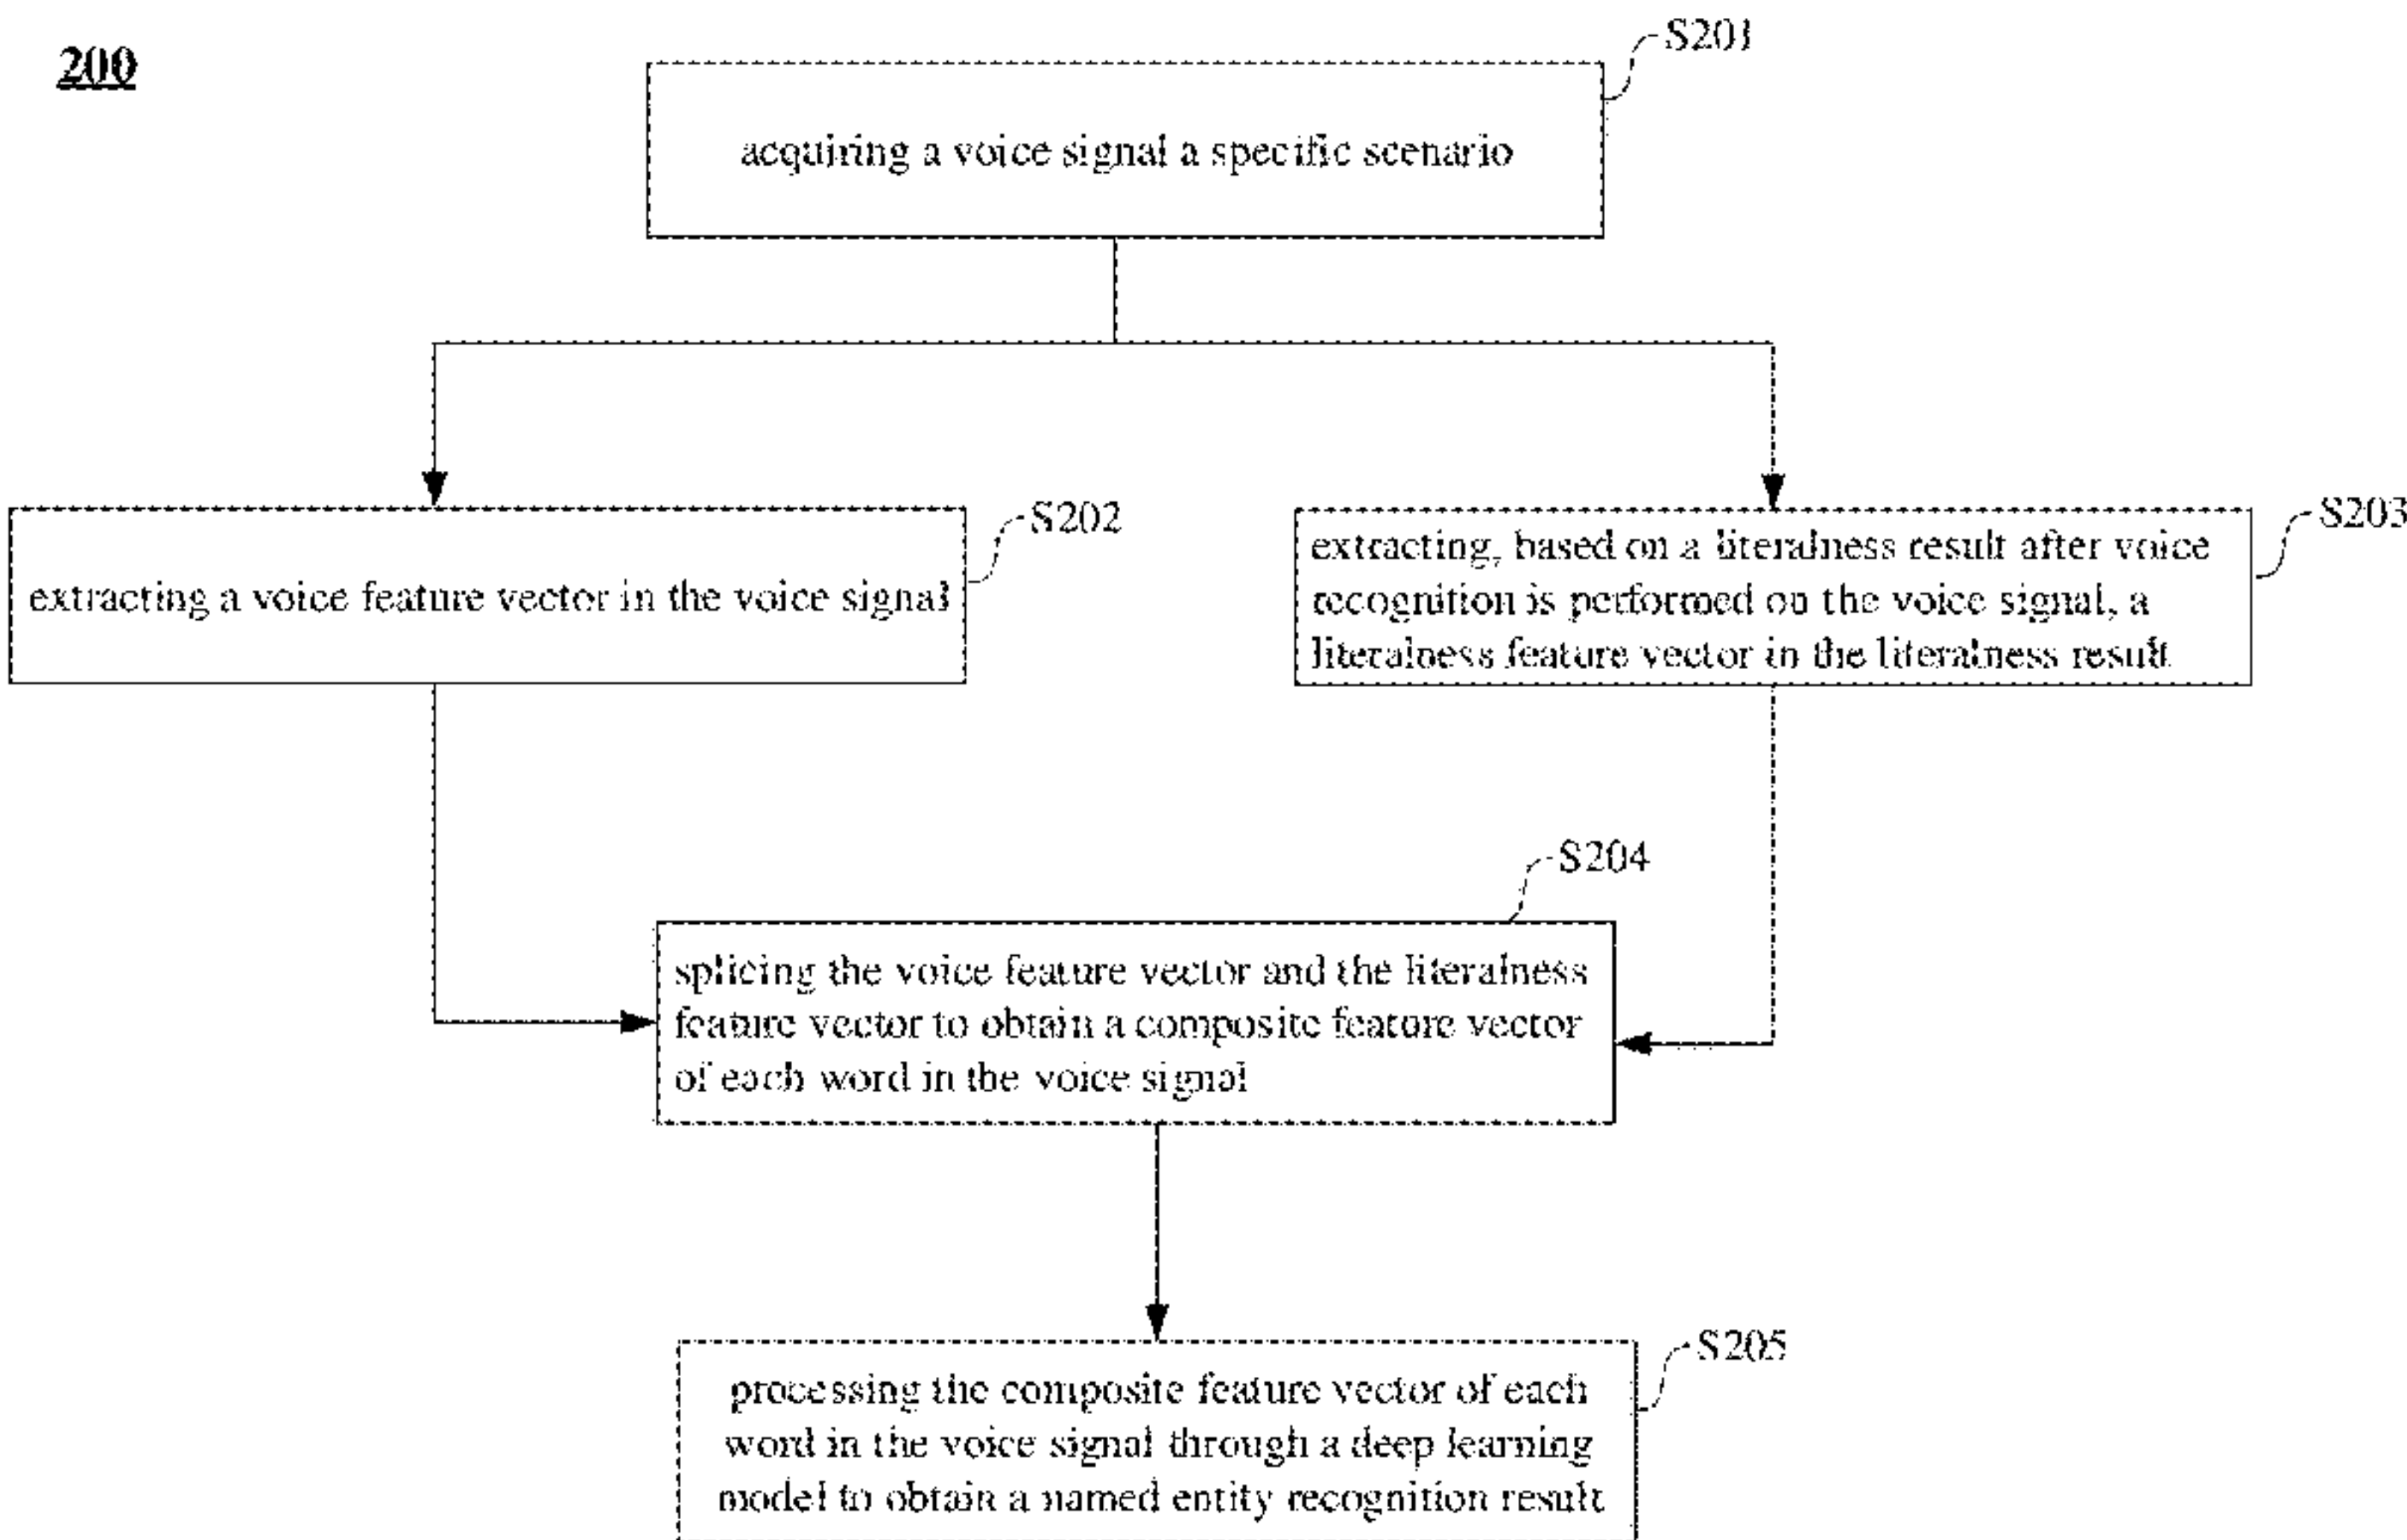 200
S201
acquiring a voice signal a specific scenario
S202
extracting a voice feature vector in the voice signal
S203
extracting, based on a literalness result after voice
recognition is performed on the voice signal, a
literalness feature vector in the literalness result
S204
splicing the voice feature vector and the literalness
feature vector to obtain a composite feature vector
of each word in the voice signal
S205
processing the composite feature vector of each
word in the voice signal through a deep learning
model to obtain a named entity recognition result